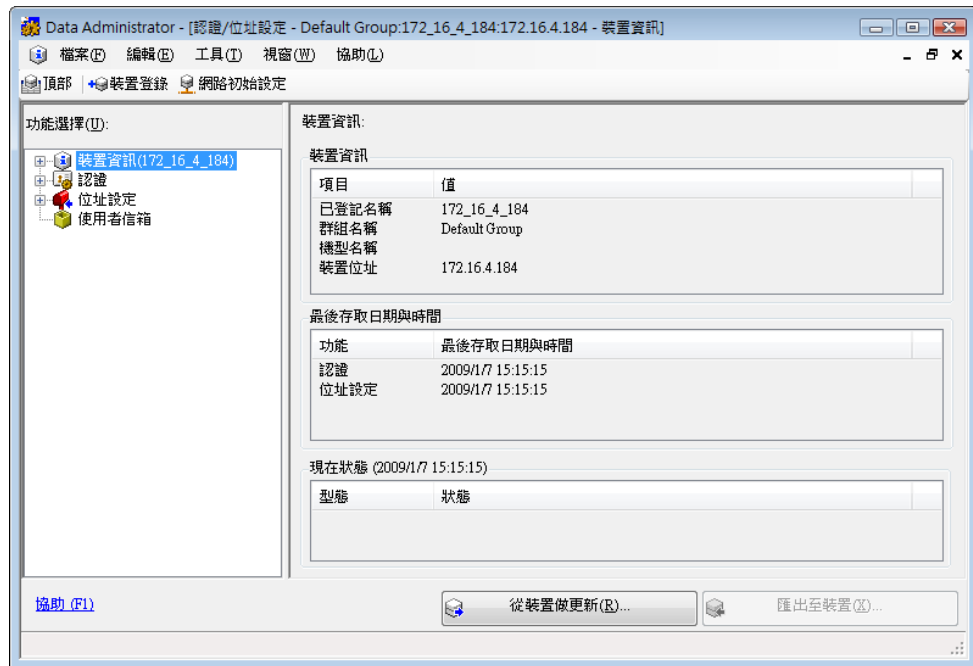 Data Administrator - [認證/位址設定 - Default Group:172_16_4_184:172.16.4.184 - 裝置資訊]
檔案(F) 編輯(E) 工具(T) 視窗(W) 協助(L)
頂部 裝置登錄 網路初始設定
功能選擇(U):
裝置資訊(172_16_4_184)
認證
位址設定
使用者信箱
裝置資訊:
裝置資訊
項目 值
已登記名稱 172_16_4_184
群組名稱 Default Group
機型名稱
裝置位址 172.16.4.184
最後存取日期與時間
功能 最後存取日期與時間
認證 2009/1/7 15:15:15
位址設定 2009/1/7 15:15:15
現在狀態 (2009/1/7 15:15:15)
型態 狀態
協助 (F1)
從裝置做更新(R)...
匯出至裝置(X)...